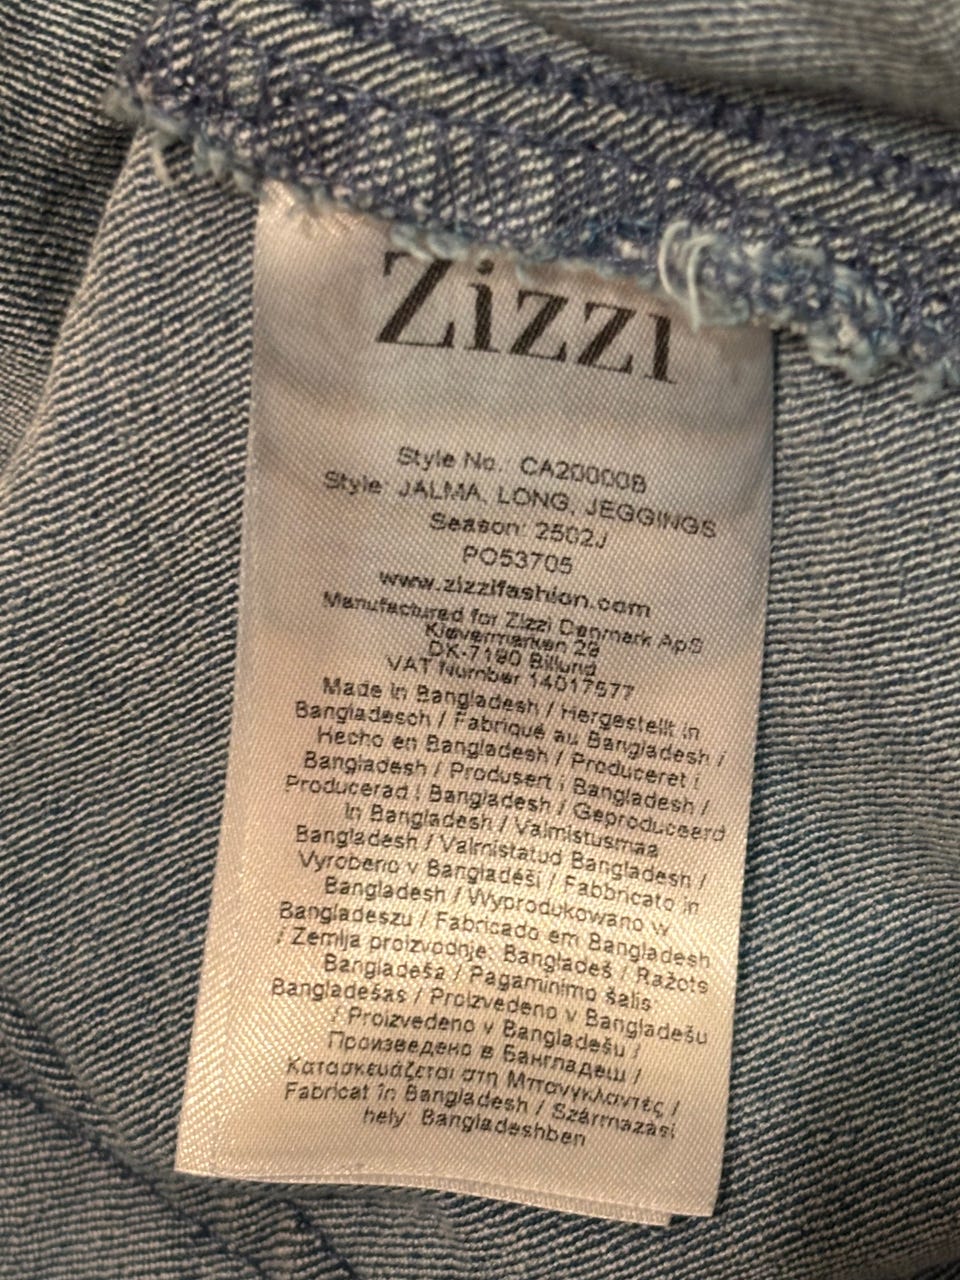 Zizzi
Style No.: CA20000B
Style: JALMA, LONG, JEGGINGS
Season: 2502J
PO53705
www.zizzifashion.com
Manufactured for Zizzi Denmark ApS
Kløvermarken 29
DK-7190 Billund
VAT Number 14017577
Made in Bangladesh / Hergestellt in
Bangladesch / Fabriqué au Bangladesh /
Hecho en Bangladesh / Produceret i
Bangladesh / Produsert i Bangladesh /
Producerad i Bangladesh / Geproduceerd
in Bangladesh / Valmistusmaa
Bangladesh / Valmistatud Bangladesh /
Vyrobeno v Bangladéši / Fabbricato in
Bangladesh / Wyprodukowano w
Bangladeszu / Fabricado em Bangladesh
/ Zemlja proizvodnje: Bangladeš / Ražots
Bangladeša / Pagaminimo šalis
Bangladešas / Proizvedeno v Bangladešu
/ Proizvedeno v Bangladešu /
Произведено в Бангладеш /
Κατασκευάζεται στη Μπανγκλαντές /
Fabricat în Bangladesh / Származási
hely: Bangladeshben